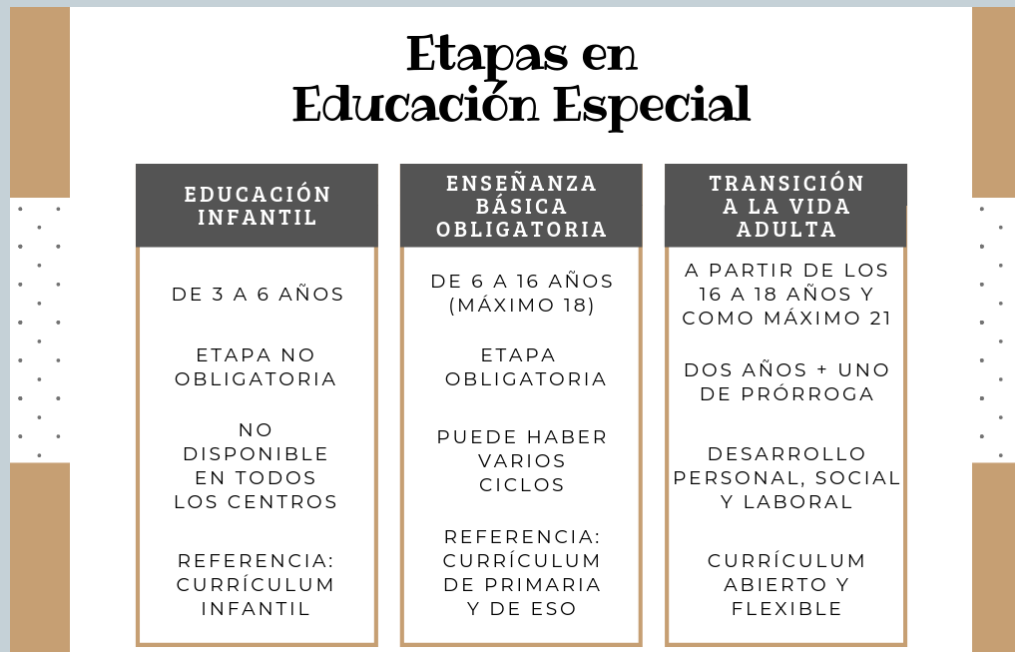 Etapas en
Educación Especial
EDUCACIÓN
INFANTIL
DE 3 A 6 AÑOS
ETAPA NO
OBLIGATORIA
NO
DISPONIBLE
EN TODOS
LOS CENTROS
REFERENCIA:
CURRÍCULUM
INFANTIL
ENSEÑANZA
BÁSICA
OBLIGATORIA
DE 6 A 16 AÑOS
(MÁXIMO 18)
ETAPA
OBLIGATORIA
PUEDE HABER
VARIOS
CICLOS
REFERENCIA:
CURRÍCULUM
DE PRIMARIA
Y DE ESO
TRANSICIÓN
A LA VIDA
ADULTA
A PARTIR DE LOS
16 A 18 AÑOS Y
COMO MÁXIMO 21
DOS AÑOS + UNO
DE PRÓRROGA
DESARROLLO
PERSONAL, SOCIAL
Y LABORAL
CURRÍCULUM
ABIERTO Y
FLEXIBLE